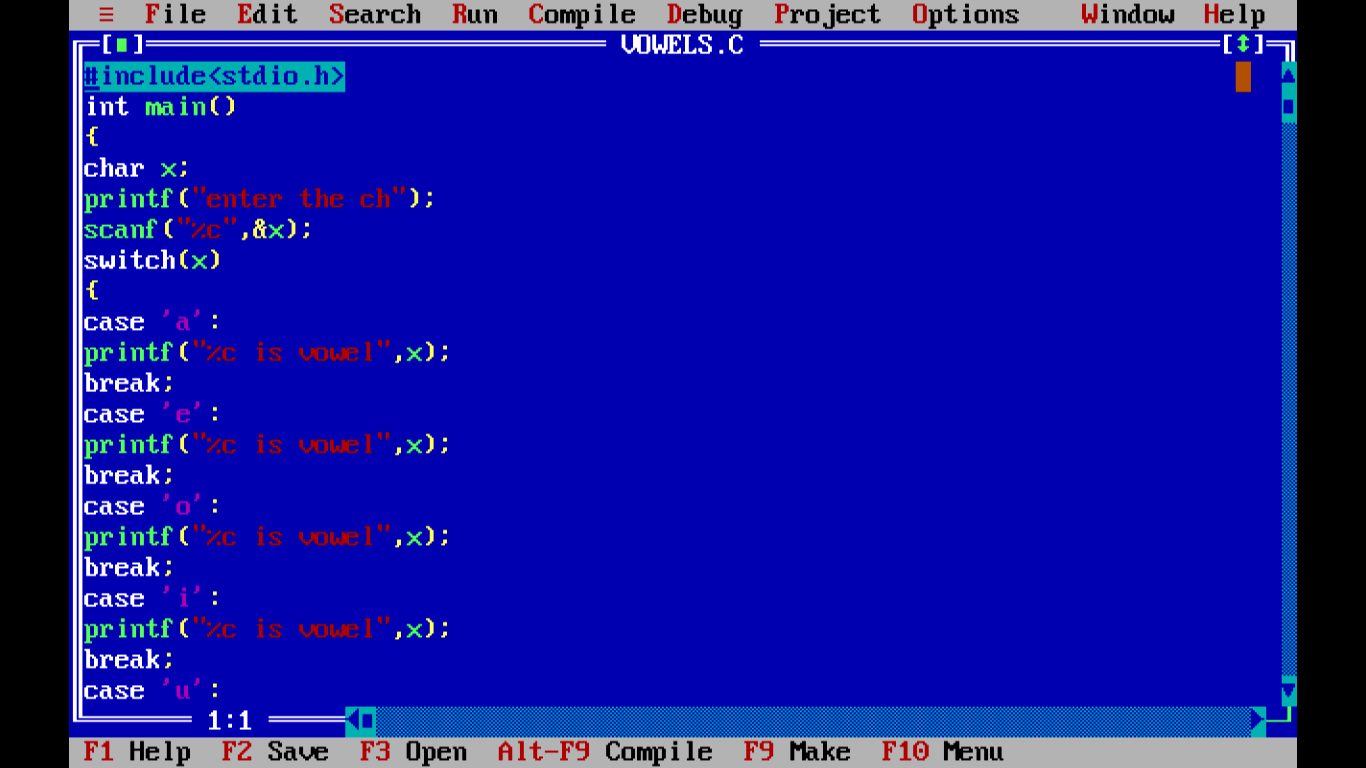 ≡ File Edit Search Run Compile Debug Project Options Window Help
[■] VOWELS.C [↕]
#include<stdio.h>
int main()
{
char x;
printf("enter the ch");
scanf("%c",&x);
switch(x)
{
case 'a':
printf("%c is vowel",x);
break;
case 'e':
printf("%c is vowel",x);
break;
case 'o':
printf("%c is vowel",x);
break;
case 'i':
printf("%c is vowel",x);
break;
case 'u':
1:1
F1 Help F2 Save F3 Open Alt-F9 Compile F9 Make F10 Menu